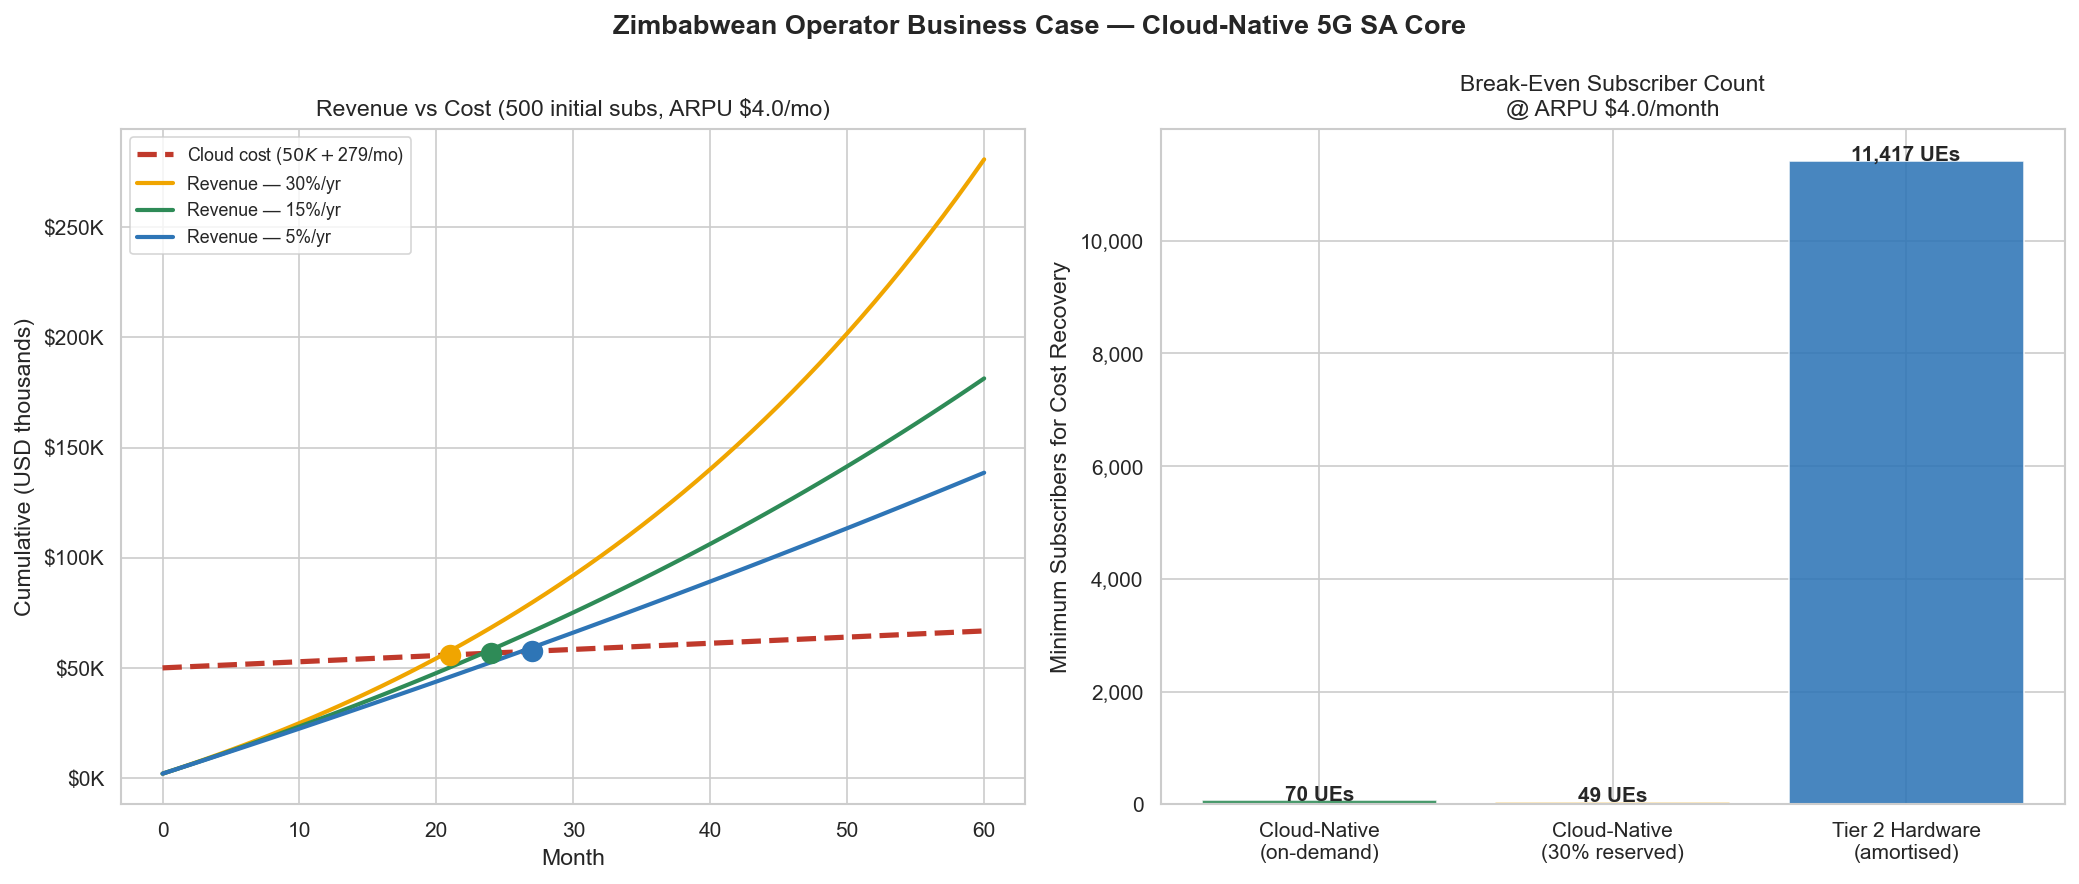 Zimbabwean Operator Business Case — Cloud-Native 5G SA Core
Revenue vs Cost (500 initial subs, ARPU $4.0/mo)
Cloud cost (50K + 279/mo)
Revenue — 30%/yr
Revenue — 15%/yr
Revenue — 5%/yr
Cumulative (USD thousands)
$250K
$200K
$150K
$100K
$50K
$0K
0
10
20
30
40
50
60
Month
Break-Even Subscriber Count
@ ARPU $4.0/month
Minimum Subscribers for Cost Recovery
10,000
8,000
6,000
4,000
2,000
0
70 UEs
49 UEs
11,417 UEs
Cloud-Native
(on-demand)
Cloud-Native
(30% reserved)
Tier 2 Hardware
(amortised)